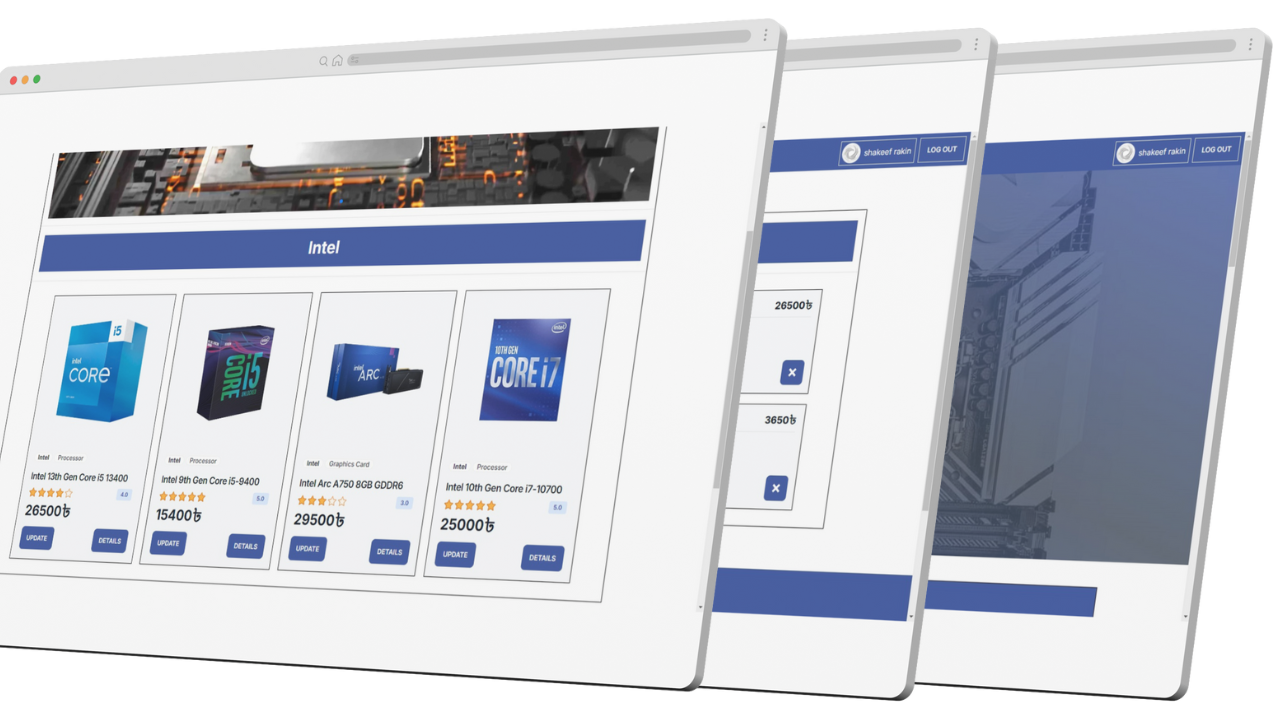 Intel
i5
intel
CORE
CORE i5
intel
ARC
intel
10TH GEN
CORE i7
Intel Processor
Intel 13th Gen Core i5 13400
4.0
26500৳
UPDATE DETAILS
Intel Processor
Intel 9th Gen Core i5-9400
5.0
15400৳
UPDATE DETAILS
Intel Graphics Card
Intel Arc A750 8GB GDDR6
3.0
29500৳
UPDATE DETAILS
Intel Processor
Intel 10th Gen Core i7-10700
5.0
25000৳
UPDATE DETAILS
shakeef rakin LOG OUT
26500৳
3650৳
shakeef rakin LOG OUT